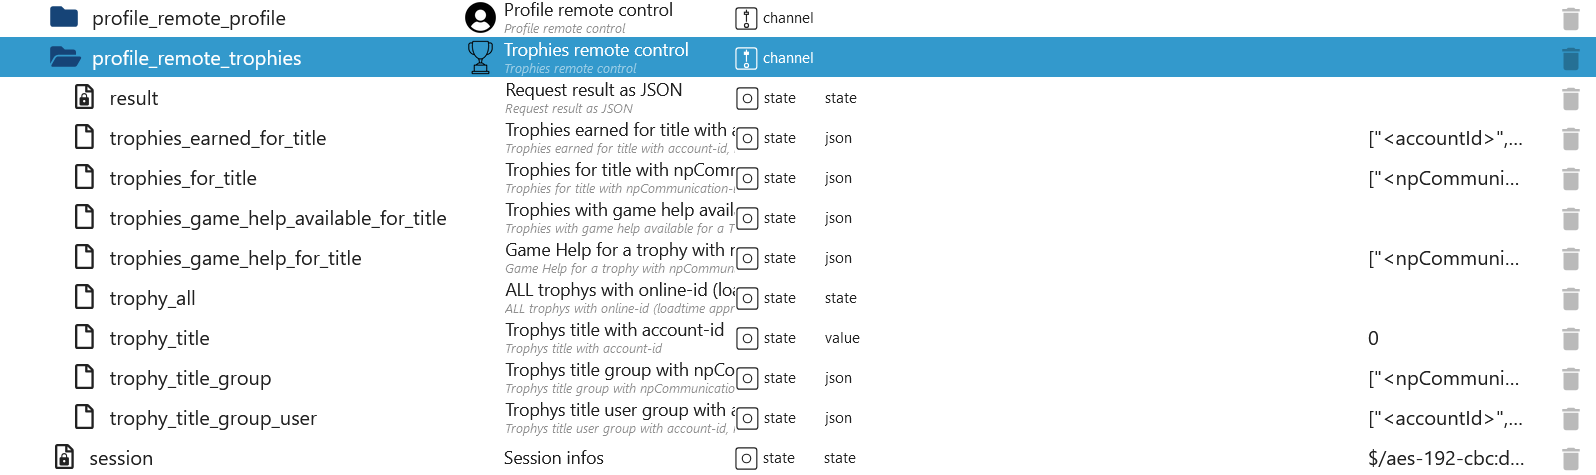 profile_remote_profile Profile remote control channel
Profile remote control
profile_remote_trophies Trophies remote control channel
Trophies remote control
result Request result as JSON state state
Request result as JSON
trophies_earned_for_title Trophies earned for title with state json ["<accountId>",...
Trophies earned for title with account-id,
trophies_for_title Trophies for title with npComm state json ["<npCommuni...
Trophies for title with npCommunication-
trophies_game_help_available_for_title Trophies with game help avail state json
Trophies with game help available for a T
trophies_game_help_for_title Game Help for a trophy with state json ["<npCommuni...
Game Help for a trophy with npCommun
trophy_all ALL trophys with online-id (loa state state
ALL trophys with online-id (loadtime appr
trophy_title Trophys title with account-id state value 0
Trophys title with account-id
trophy_title_group Trophys title group with npCo state json ["<npCommuni...
Trophys title group with npCommunicatio
trophy_title_group_user Trophys title user group with state json ["<accountId>",...
Trophys title user group with account-id,
session Session infos state state $/aes-192-cbc:d...